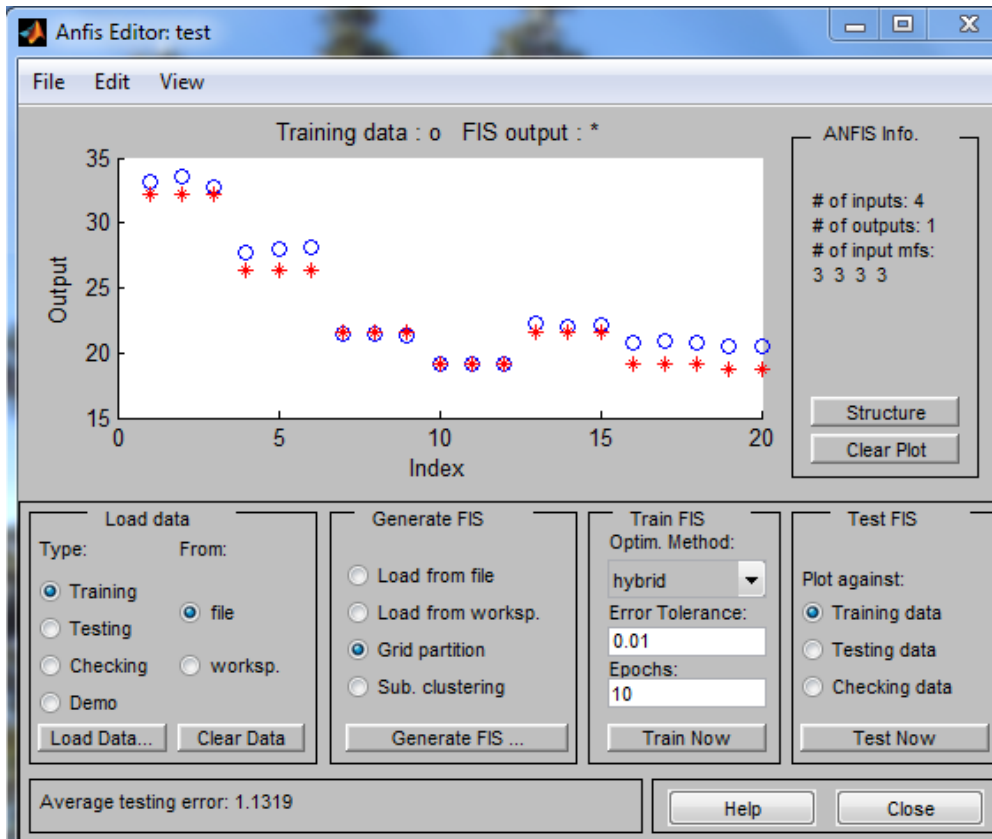 Anfis Editor: test
File Edit View
Training data : o FIS output : *
35
30
25
20
15
Output
0 5 10 15 20
Index
ANFIS Info.
# of inputs: 4
# of outputs: 1
# of input mfs:
3 3 3 3
Structure
Clear Plot
Load data
Type: From:
Training
file
Testing
Checking
worksp.
Demo
Load Data... Clear Data
Generate FIS
Load from file
Load from worksp.
Grid partition
Sub. clustering
Generate FIS ...
Train FIS
Optim. Method:
hybrid
Error Tolerance:
0.01
Epochs:
10
Train Now
Test FIS
Plot against:
Training data
Testing data
Checking data
Test Now
Average testing error: 1.1319
Help Close